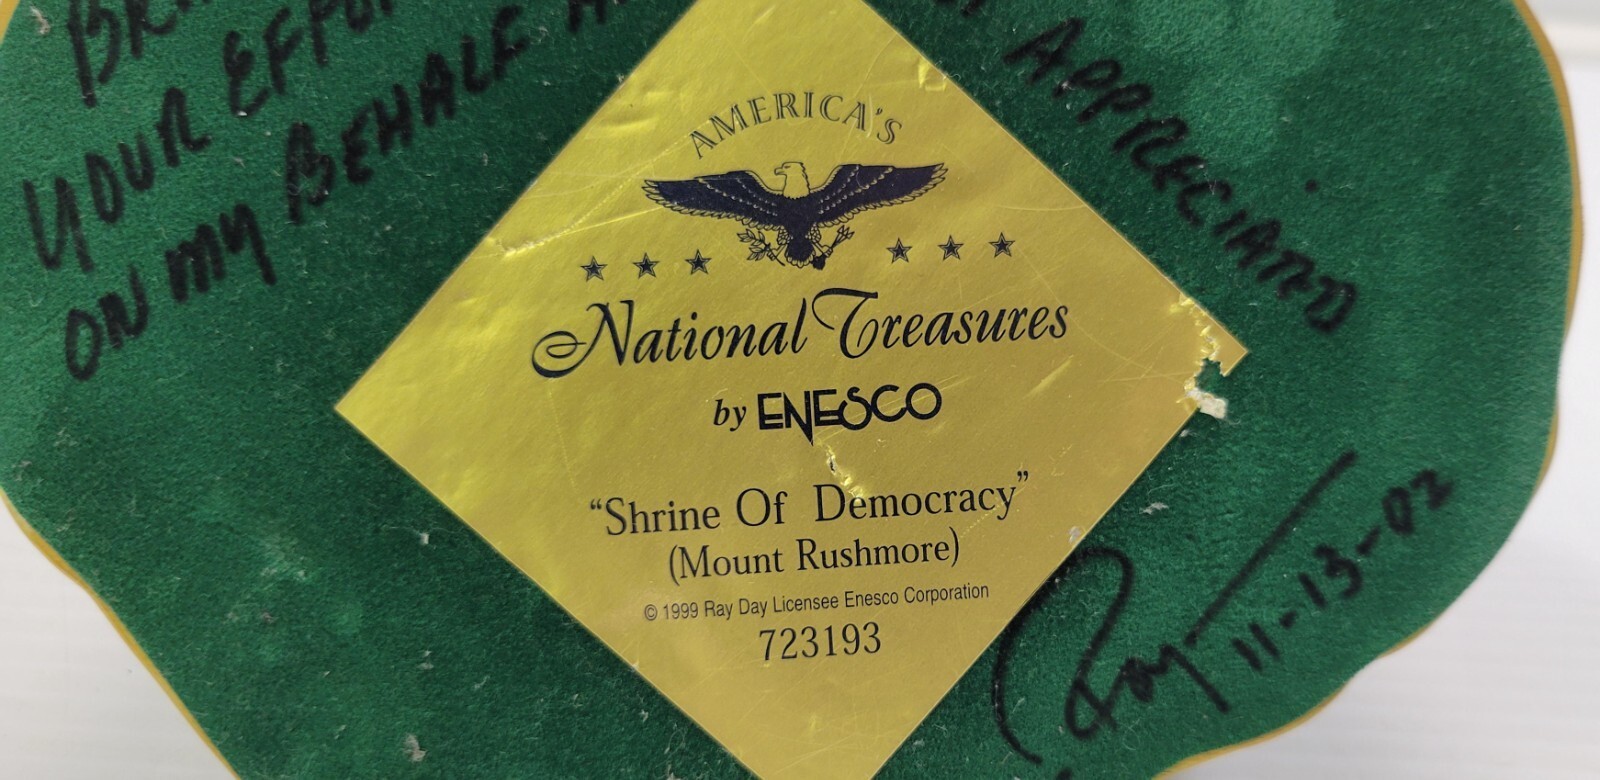 YOUR
ON MY BEHALF
APPRECIATED
AMERICA'S
National Treasures
by ENESCO
“Shrine Of Democracy”
(Mount Rushmore)
© 1999 Ray Day Licensee Enesco Corporation
723193
Ray
11-13-02